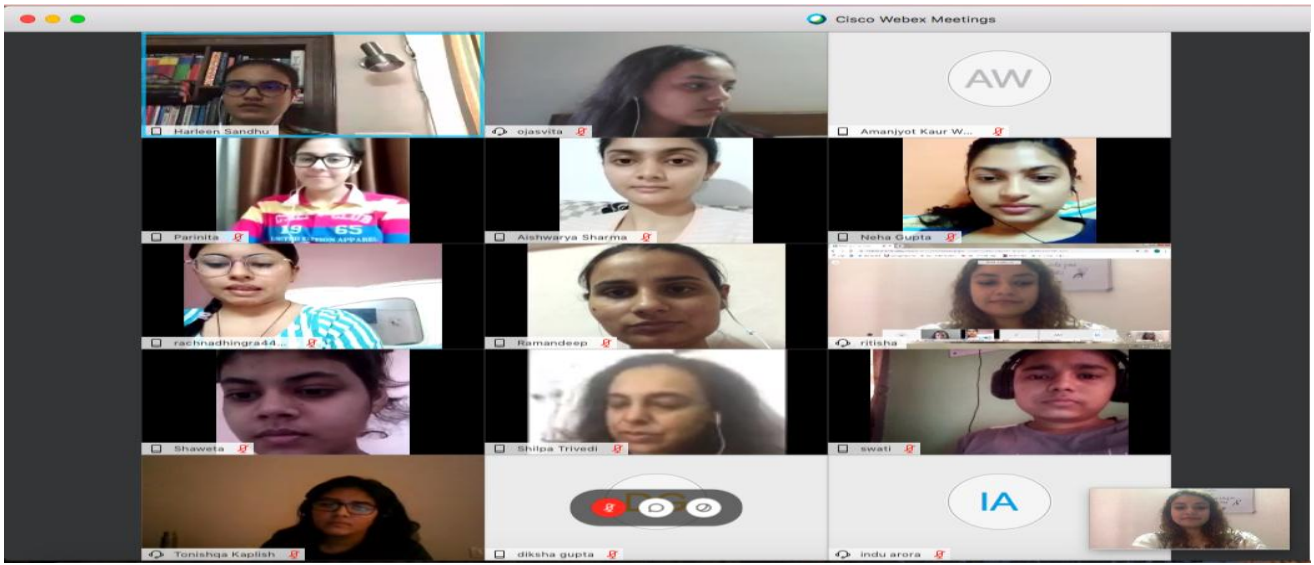 Cisco Webex Meetings
Harleen Sandhu
ojasvita
AW
Amanjyot Kaur W...
19 65
Parinita
Aishwarya Sharma
Neha Gupta
rachnadhingra44...
Ramandeep
ritisha
Shaweta
Shilpa Trivedi
swati
Tonishqa Kaplish
DG
diksha gupta
IA
indu arora